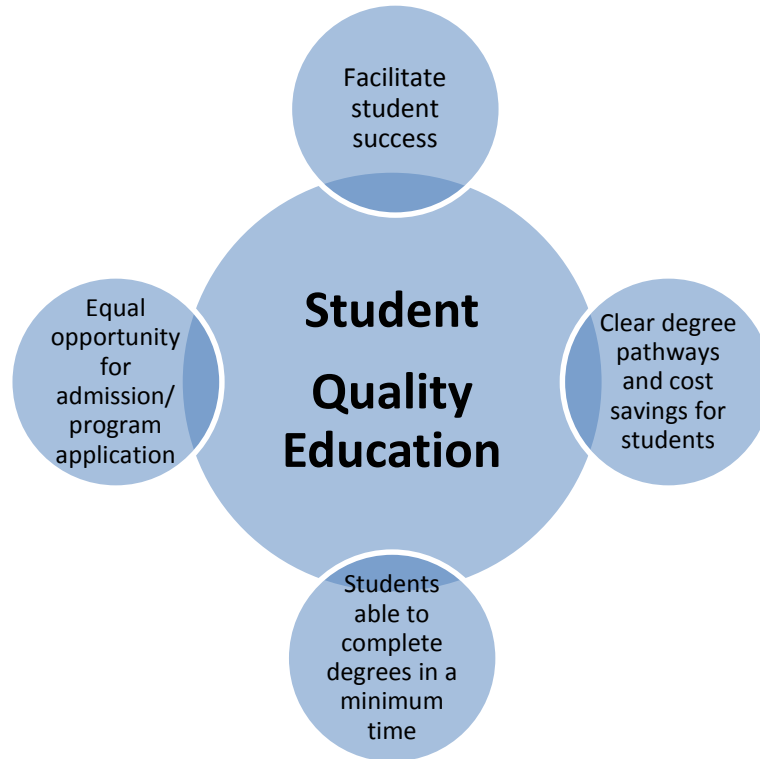 Facilitate
student
success
Equal
opportunity
for
admission/
program
application
Student
Quality
Education
Clear degree
pathways
and cost
savings for
students
Students
able to
complete
degrees in a
minimum
time